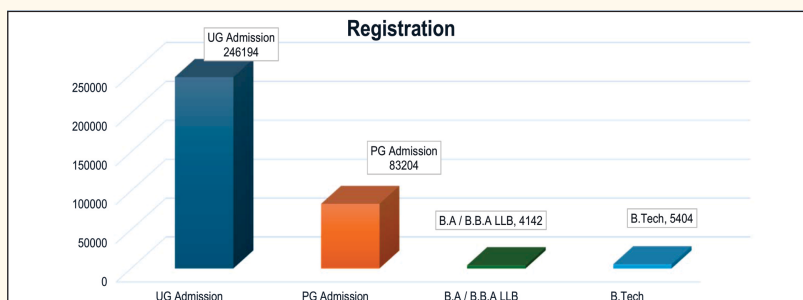 Registration
UG Admission
246194
PG Admission
83204
B.A / B.B.A LLB, 4142
B.Tech, 5404
250000
200000
150000
100000
50000
0
UG Admission
PG Admission
B.A / B.B.A LLB
B.Tech